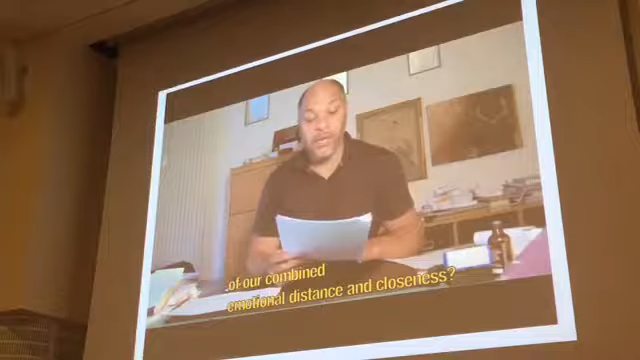 of our combined
emotional distance and closeness?